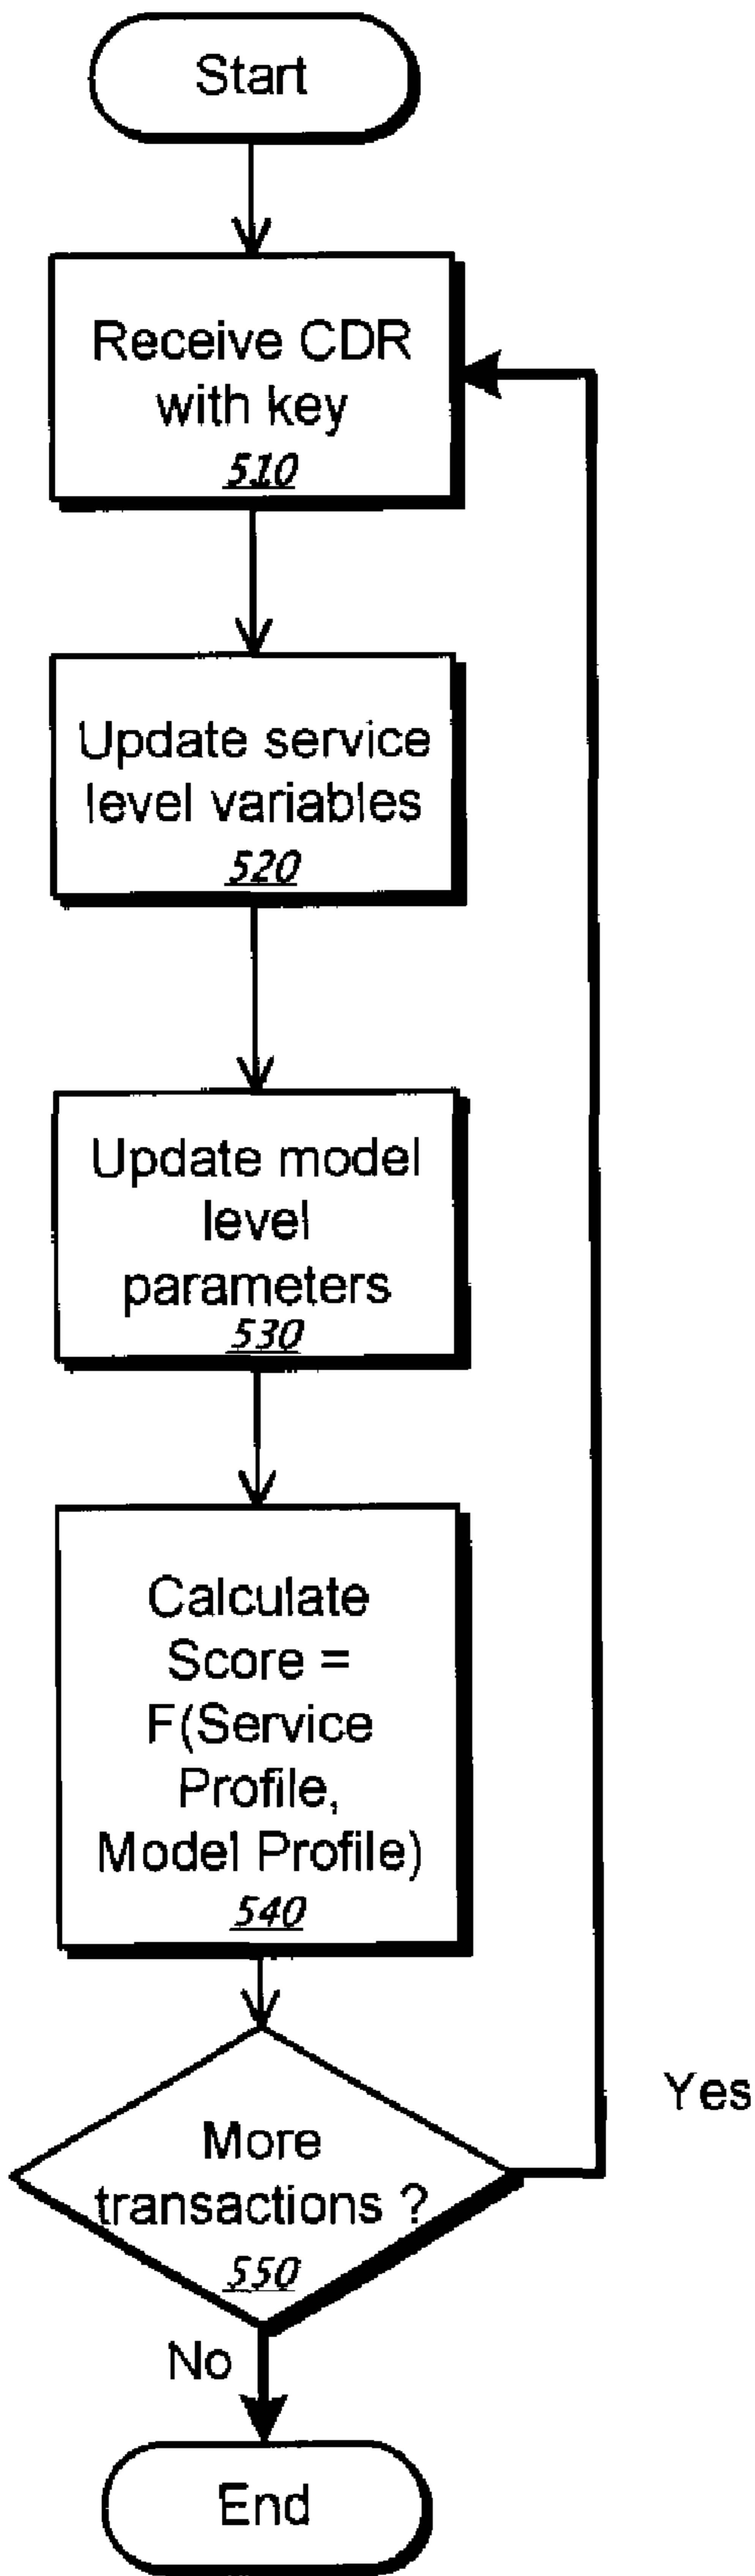 Start
Receive CDR
with key
510
Update service
level variables
520
Update model
level
parameters
530
Calculate
Score =
F(Service
Profile,
Model Profile)
540
More
transactions ?
550
Yes
No
End